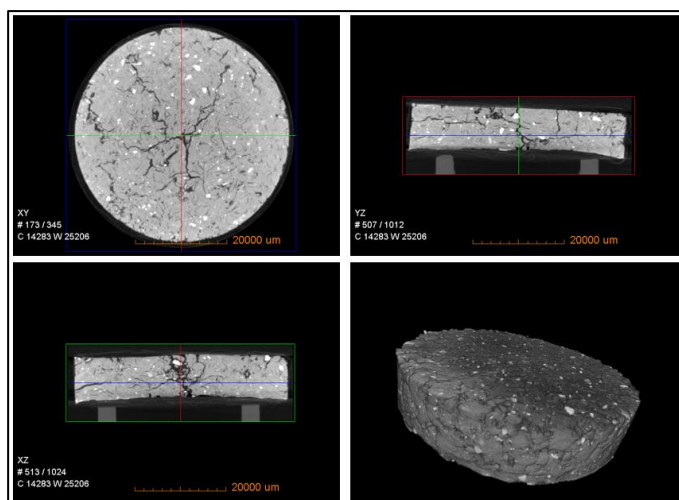 XY
# 173 / 345
C 14283 W 25206
20000 um
YZ
# 507 / 1012
C 14283 W 25206
20000 um
XZ
# 513 / 1024
C 14283 W 25206
20000 um